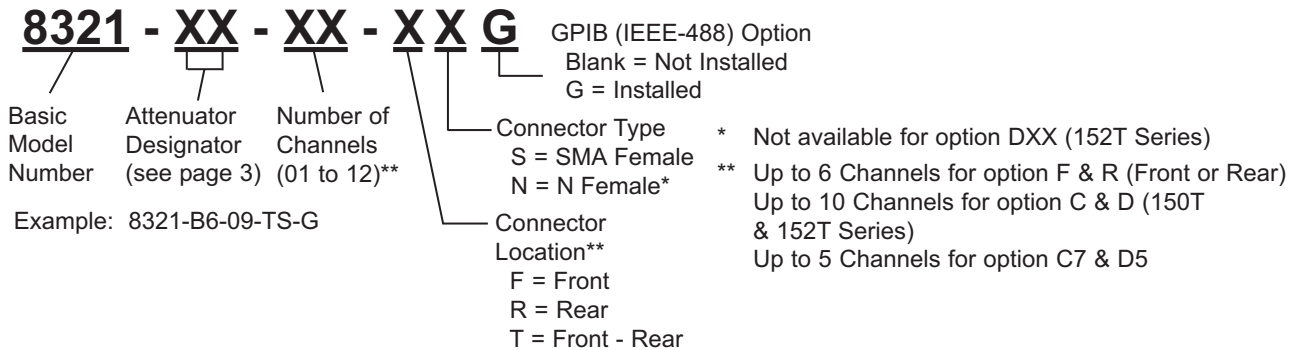 8321 - XX - XX - X X G
GPIB (IEEE-488) Option
Blank = Not Installed
G = Installed
Basic
Model
Number
Attenuator
Designator
(see page 3)
Number of
Channels
(01 to 12)**
Connector Type
S = SMA Female
N = N Female*
* Not available for option DXX (152T Series)
** Up to 6 Channels for option F & R (Front or Rear)
Up to 10 Channels for option C & D (150T
& 152T Series)
Up to 5 Channels for option C7 & D5
Example: 8321-B6-09-TS-G
Connector
Location**
F = Front
R = Rear
T = Front - Rear